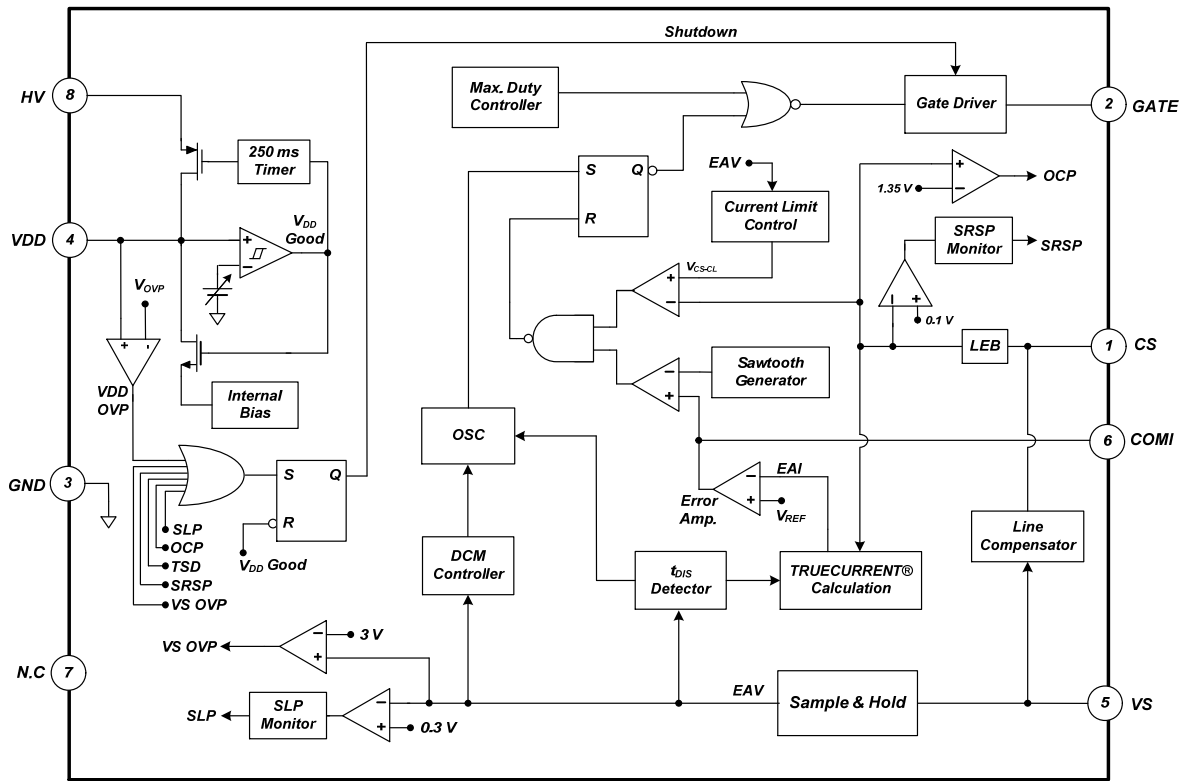 Shutdown
HV
8
Max. Duty
Controller
Gate Driver
2
GATE
250 ms
Timer
S
Q
R
EAV
Current Limit
Control
+
1.35 V
–
OCP
VDD
4
VDD
Good
+
–
SRSP
Monitor
SRSP
VCS-CL
+
–
–
+
0.1 V
VOVP
+
-
VDD
OVP
LEB
1
CS
Internal
Bias
–
+
Sawtooth
Generator
OSC
6
COMI
GND
3
S
Q
R
VDD Good
SLP
OCP
TSD
SRSP
VS OVP
Error
Amp.
–
+
EAI
VREF
Line
Compensator
DCM
Controller
tDIS
Detector
TRUECURRENT®
Calculation
VS OVP
–
+
3 V
N.C
7
SLP
SLP
Monitor
–
+
0.3 V
EAV
Sample & Hold
5
VS